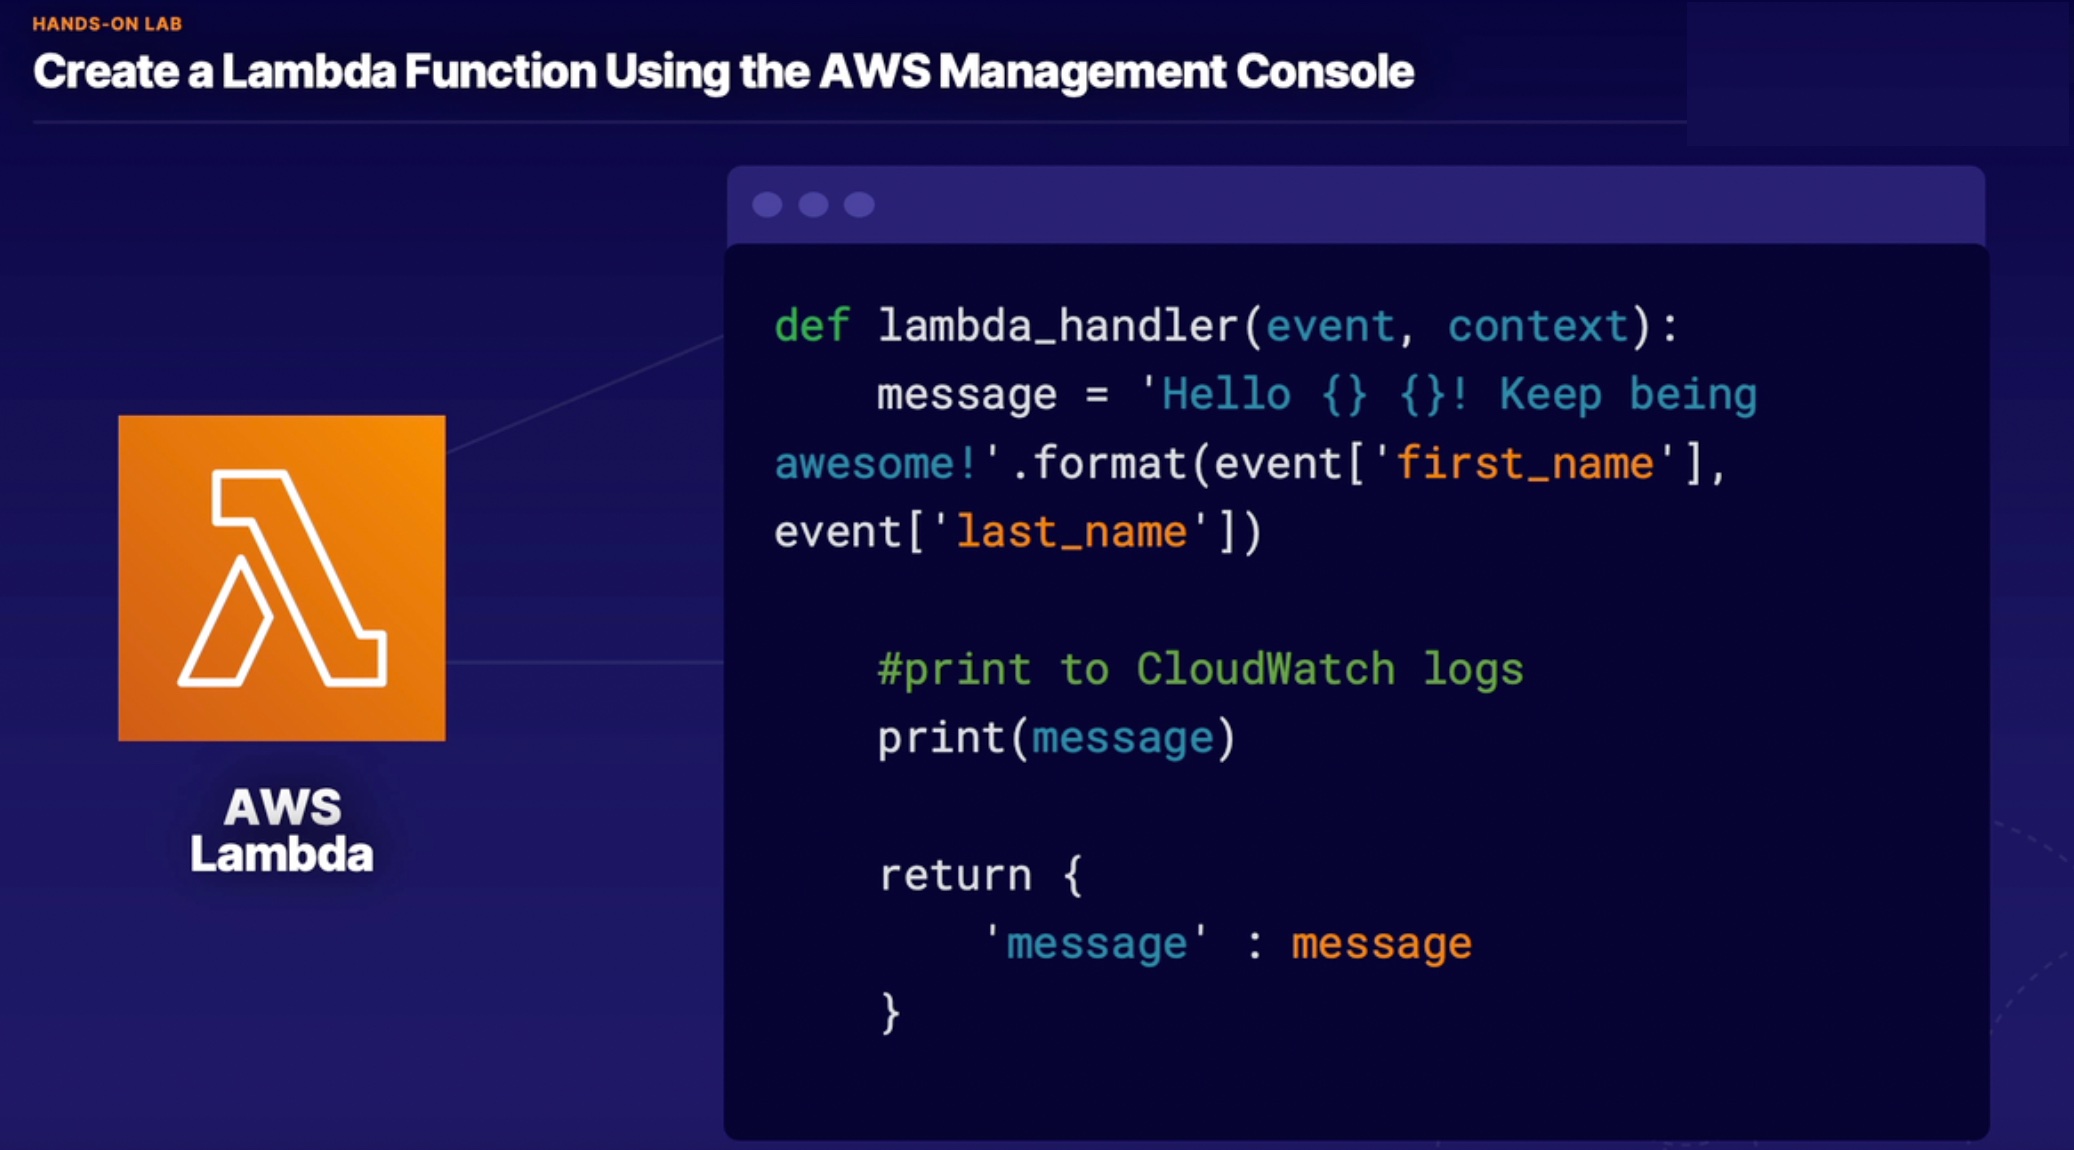 HANDS-ON LAB
Create a Lambda Function Using the AWS Management Console
AWS
Lambda
def lambda_handler(event, context):
    message = 'Hello {} {}! Keep being
awesome!'.format(event['first_name'],
event['last_name'])
    #print to CloudWatch logs
    print(message)
    return {
        'message' : message
    }